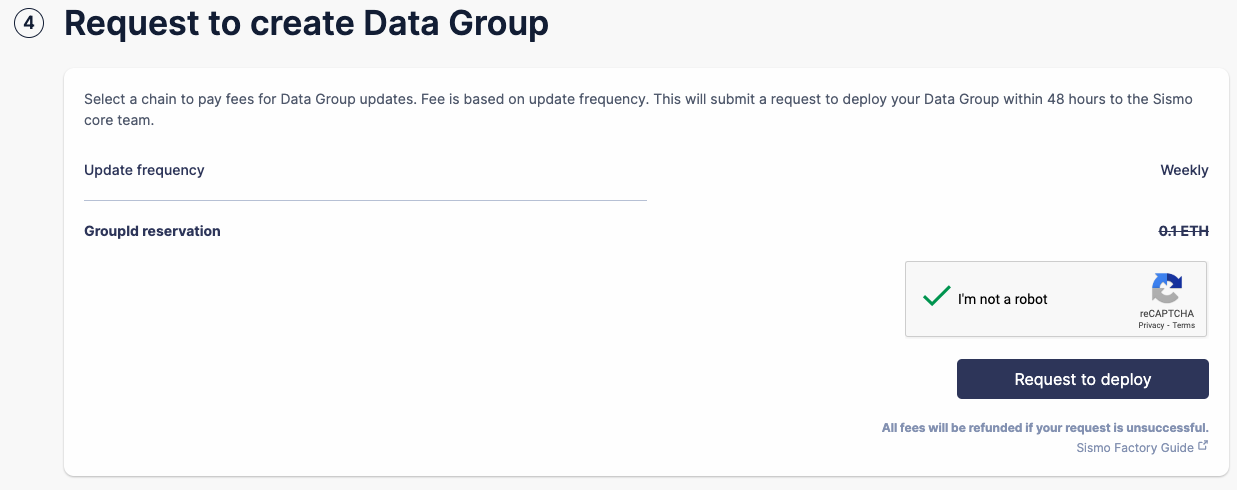 4 Request to create Data Group
Select a chain to pay fees for Data Group updates. Fee is based on update frequency. This will submit a request to deploy your Data Group within 48 hours to the Sismo
core team.
Update frequency Weekly
GroupId reservation 0.1 ETH
I'm not a robot
reCAPTCHA
Privacy - Terms
Request to deploy
All fees will be refunded if your request is unsuccessful.
Sismo Factory Guide